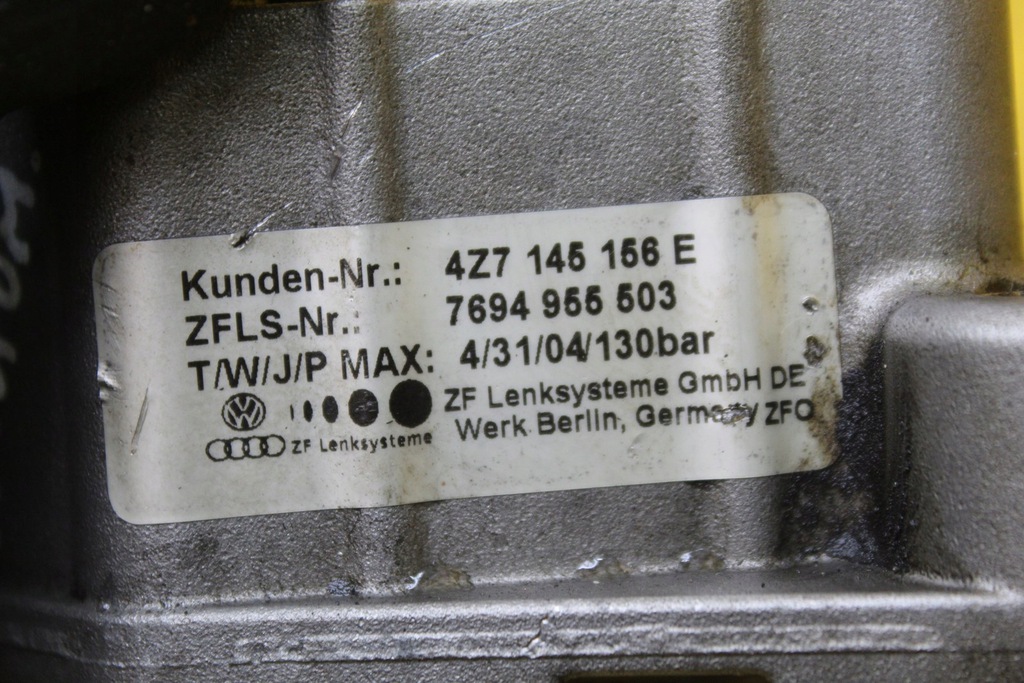 Kunden-Nr.: 4Z7 145 156 E
ZFLS-Nr.: 7694 955 503
T/W/J/P MAX: 4/31/04/130bar
ZF Lenksysteme GmbH DE
Werk Berlin, Germany ZFO
ZF Lenksysteme